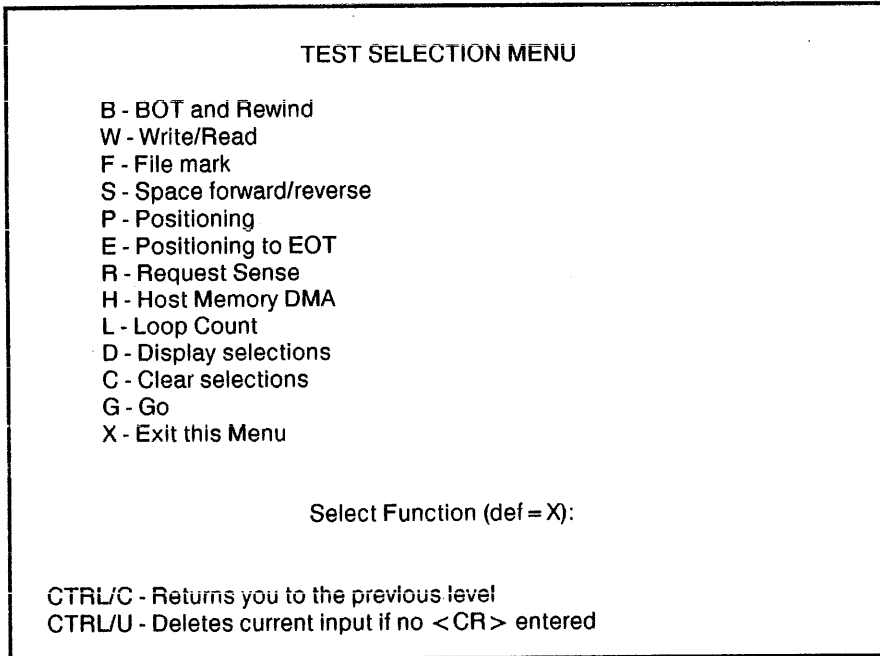 TEST SELECTION MENU
B - BOT and Rewind
W - Write/Read
F - File mark
S - Space forward/reverse
P - Positioning
E - Positioning to EOT
R - Request Sense
H - Host Memory DMA
L - Loop Count
D - Display selections
C - Clear selections
G - Go
X - Exit this Menu
Select Function (def = X):
CTRL/C - Returns you to the previous level
CTRL/U - Deletes current input if no <CR> entered